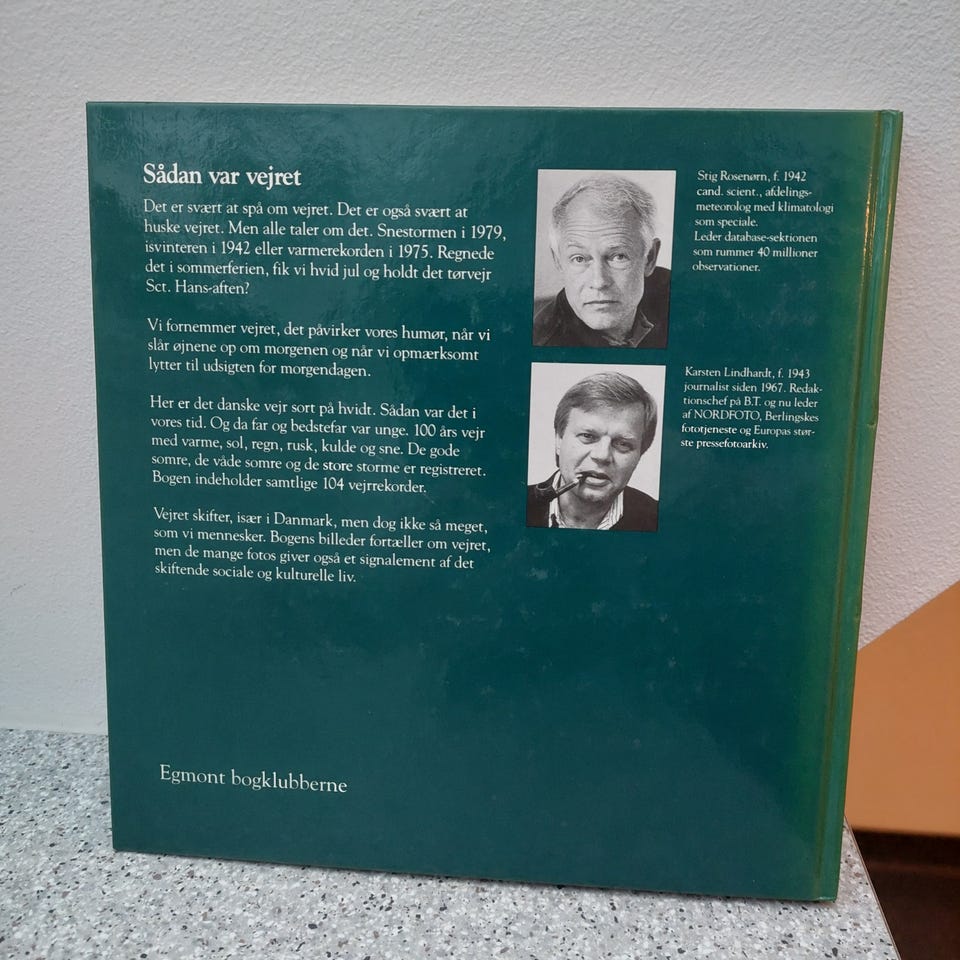 Sådan var vejret
Det er svært at spå om vejret. Det er også svært at
huske vejret. Men alle taler om det. Snestormen i 1979,
isvinteren i 1942 eller varmerekorden i 1975. Regnede
det i sommerferien, fik vi hvid jul og holdt det tørvejr
Sct. Hans-aften?
Vi fornemmer vejret, det påvirker vores humør, når vi
slår øjnene op om morgenen og når vi opmærksomt
lytter til udsigten for morgendagen.
Her er det danske vejr sort på hvidt. Sådan var det i
vores tid. Og da far og bedstefar var unge. 100 års vejr
med varme, sol, regn, rusk, kulde og sne. De gode
somre, de våde somre og de store storme er registreret.
Bogen indeholder samtlige 104 vejrrekorder.
Vejret skifter, især i Danmark, men dog ikke så meget,
som vi mennesker. Bogens billeder fortæller om vejret,
men de mange fotos giver også et signalement af det
skiftende sociale og kulturelle liv.
Egmont bogklubberne
Stig Rosenørn, f. 1942
cand. scient., afdelings-
meteorolog med klimatologi
som speciale.
Leder database-sektionen
som rummer 40 millioner
observationer.
Karsten Lindhardt, f. 1943
journalist siden 1967. Redak-
tionschef på B.T. og nu leder
af NORDFOTO, Berlingskes
fototjeneste og Europas stør-
ste pressefotoarkiv.